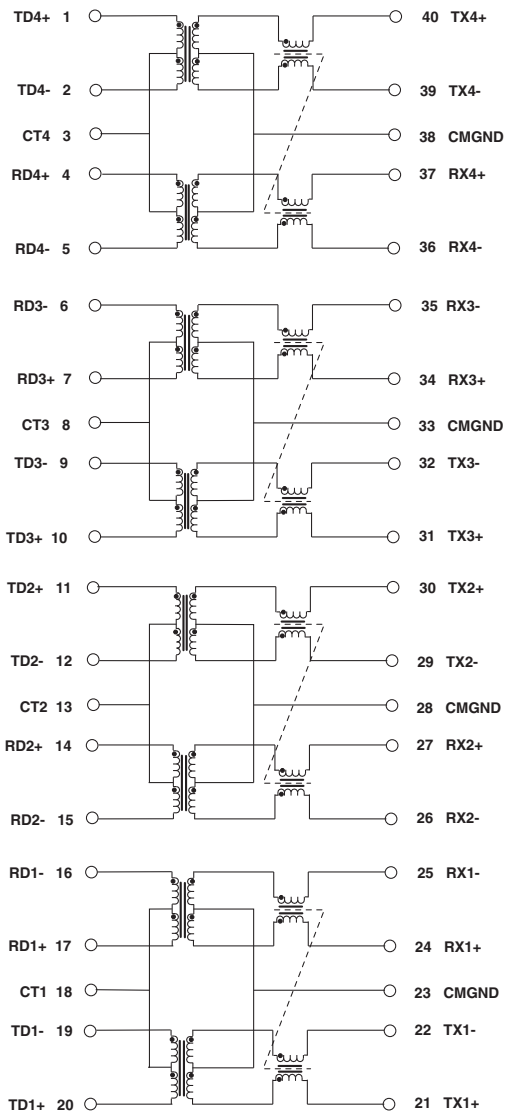 TD4+ 1 40 TX4+
TD4- 2 39 TX4-
CT4 3 38 CMGND
RD4+ 4 37 RX4+
RD4- 5 36 RX4-
RD3- 6 35 RX3-
RD3+ 7 34 RX3+
CT3 8 33 CMGND
TD3- 9 32 TX3-
TD3+ 10 31 TX3+
TD2+ 11 30 TX2+
TD2- 12 29 TX2-
CT2 13 28 CMGND
RD2+ 14 27 RX2+
RD2- 15 26 RX2-
RD1- 16 25 RX1-
RD1+ 17 24 RX1+
CT1 18 23 CMGND
TD1- 19 22 TX1-
TD1+ 20 21 TX1+